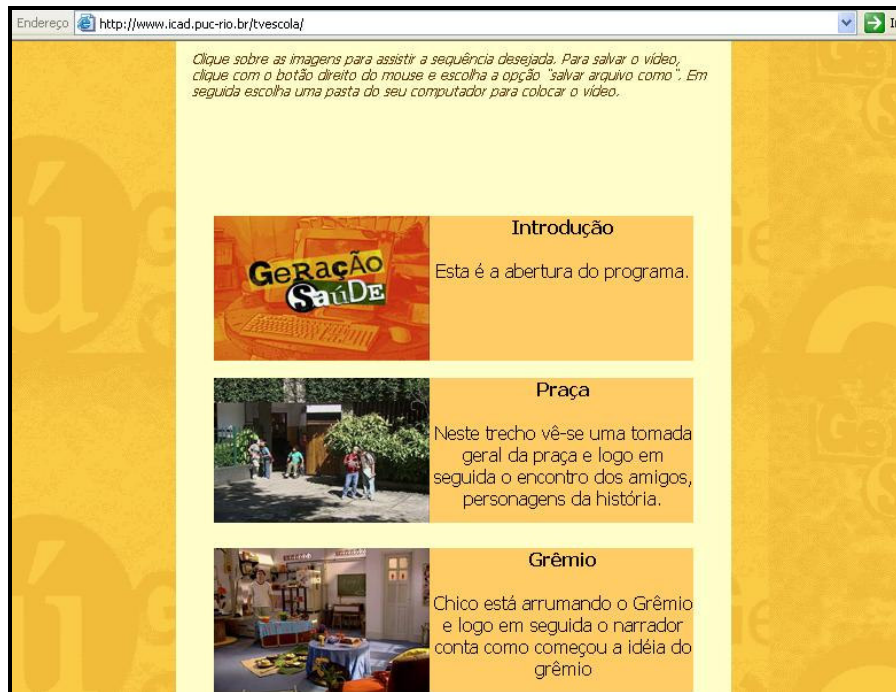 Endereço http://www.icad.puc-rio.br/tvescola/
Clique sobre as imagens para assistir a sequência desejada. Para salvar o vídeo,
clique com o botão direito do mouse e escolha a opção "salvar arquivo como". Em
seguida escolha uma pasta do seu computador para colocar o vídeo.
GeRaçÃo
SaúDE
Introdução
Esta é a abertura do programa.
Praça
Neste trecho vê-se uma tomada
geral da praça e logo em
seguida o encontro dos amigos,
personagens da história.
Grêmio
Chico está arrumando o Grêmio
e logo em seguida o narrador
conta como começou a idéia do
grêmio